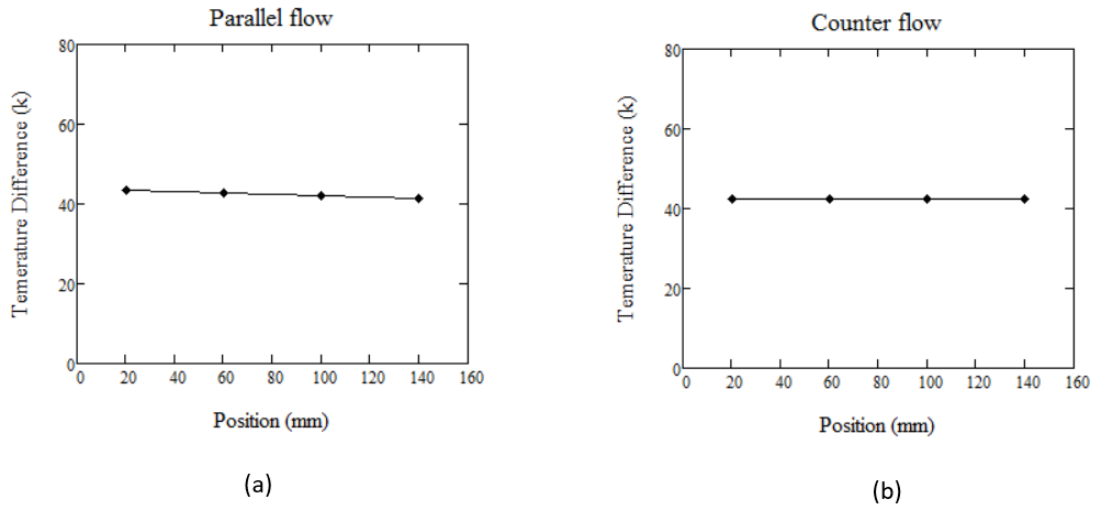 Parallel flow
80
60
40
20
0
Temerature Difference (k)
0 20 40 60 80 100 120 140 160
Position (mm)
(a)
Counter flow
80
60
40
20
0
Temerature Difference (k)
0 20 40 60 80 100 120 140 160
Position (mm)
(b)